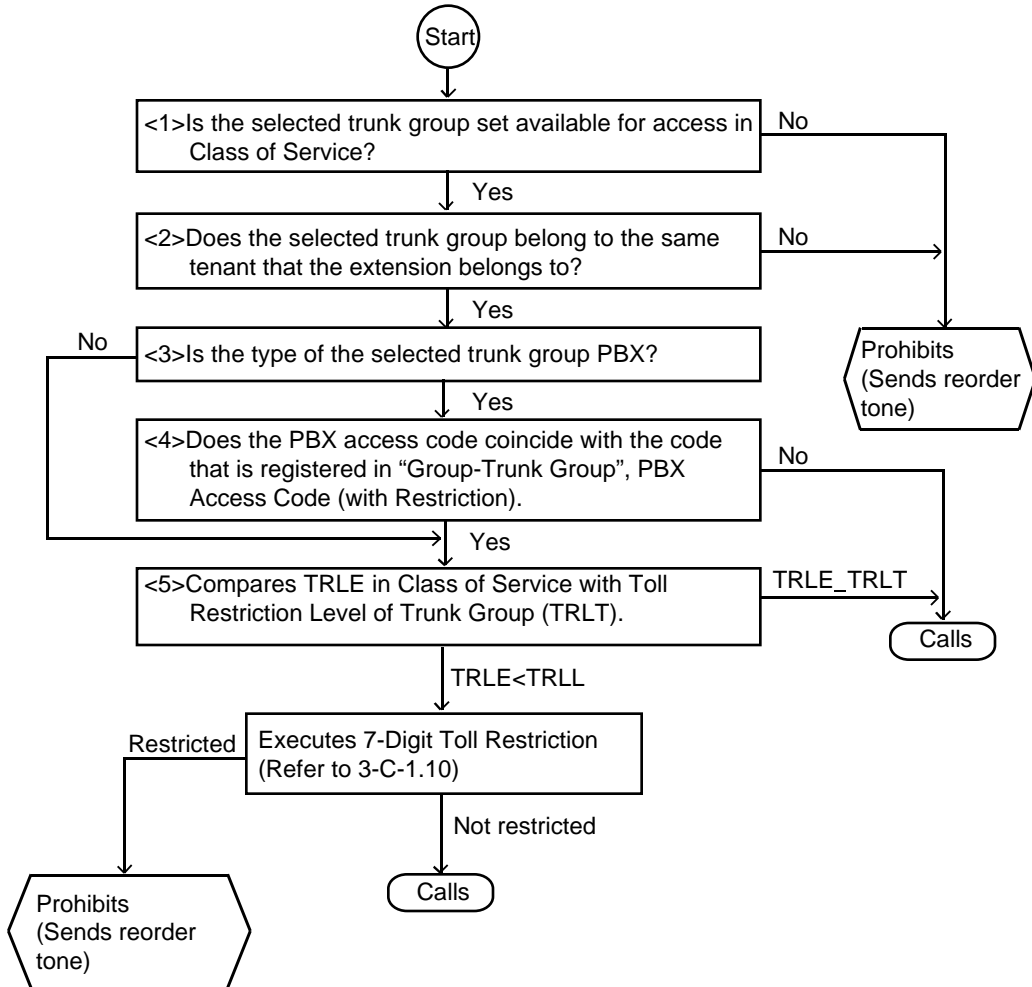 Start
<1>Is the selected trunk group set available for access in
Class of Service?
No
Yes
<2>Does the selected trunk group belong to the same
tenant that the extension belongs to?
No
Yes
No
<3>Is the type of the selected trunk group PBX?
Prohibits
(Sends reorder
tone)
Yes
<4>Does the PBX access code coincide with the code
that is registered in “Group-Trunk Group”, PBX
Access Code (with Restriction).
No
Yes
<5>Compares TRLE in Class of Service with Toll
Restriction Level of Trunk Group (TRLT).
TRLE_TRLT
Calls
TRLE<TRLL
Restricted
Executes 7-Digit Toll Restriction
(Refer to 3-C-1.10)
Not restricted
Calls
Prohibits
(Sends reorder
tone)